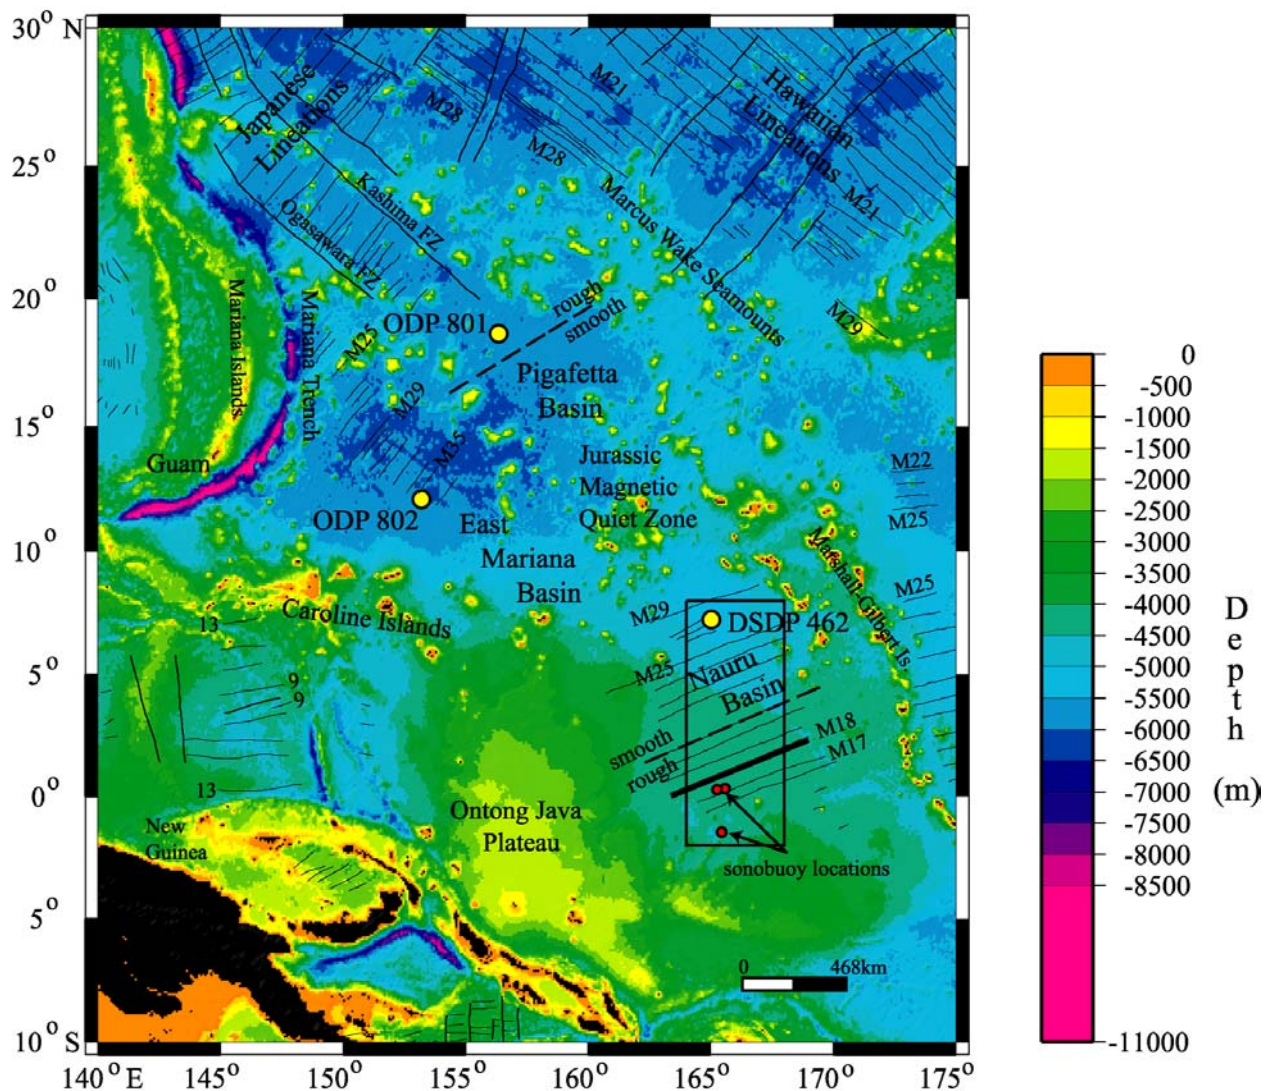 30° N
25°
20°
15°
10°
5°
0°
5°
10° S
140° E
145°
150°
155°
160°
165°
170°
175°
Japanese
Lineations
M28
M21
Hawaiian
Lineations
M28
M21
Marcus Wake Seamounts
Kashima FZ
Ogasawara FZ
Mariana Islands
Mariana Trench
ODP 801
rough
smooth
M29
M25
Pigafetta
Basin
M29
M35
Guam
Jurassic
Magnetic
Quiet Zone
M22
M25
ODP 802
East
Mariana
Basin
Marshall-Gilbert Is.
M25
Caroline Islands
13
M29
DSDP 462
M25
Nauru
Basin
9
9
smooth
rough
M18
M17
13
Ontong Java
Plateau
New
Guinea
sonobuoy locations
0
468km
0
-500
-1000
-1500
-2000
-2500
-3000
-3500
-4000
-4500
-5000
-5500
-6000
-6500
-7000
-7500
-8000
-8500
-11000
Depth
(m)